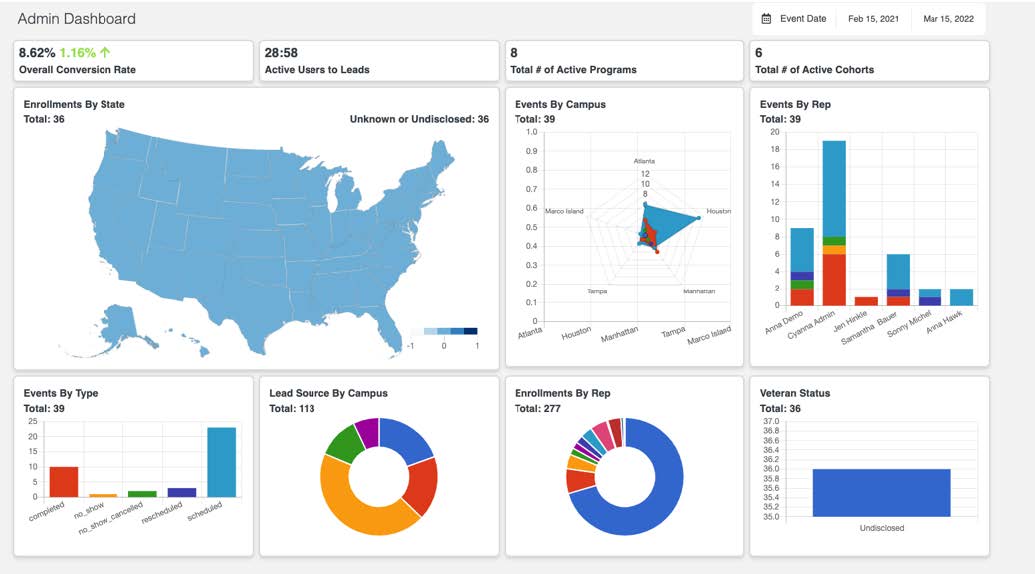 Admin Dashboard
Event Date Feb 15, 2021 Mar 15, 2022
8.62% 1.16% ↑
Overall Conversion Rate
28:58
Active Users to Leads
8
Total # of Active Programs
6
Total # of Active Cohorts
Enrollments By State
Total: 36
Unknown or Undisclosed: 36
-1 0 1
Events By Campus
Total: 39
1.0
0.9
0.8
0.7
0.6
0.5
0.4
0.3
0.2
0.1
0
Atlanta
12
10
8
Marco Island
Houston
Tampa
Manhattan
Atlanta Houston Manhattan Tampa Marco Island
Events By Rep
Total: 39
20
18
16
14
12
10
8
6
4
2
0
Anna Demo Cyanna Admin Jen Hinkle Samantha Bauer Sonny Michel Anna Hawk
Events By Type
Total: 39
25
20
15
10
5
0
completed no_show no_show_cancelled rescheduled scheduled
Lead Source By Campus
Total: 113
Enrollments By Rep
Total: 277
Veteran Status
Total: 36
37.0
36.8
36.6
36.4
36.2
36.0
35.8
35.6
35.4
35.2
35.0
Undisclosed